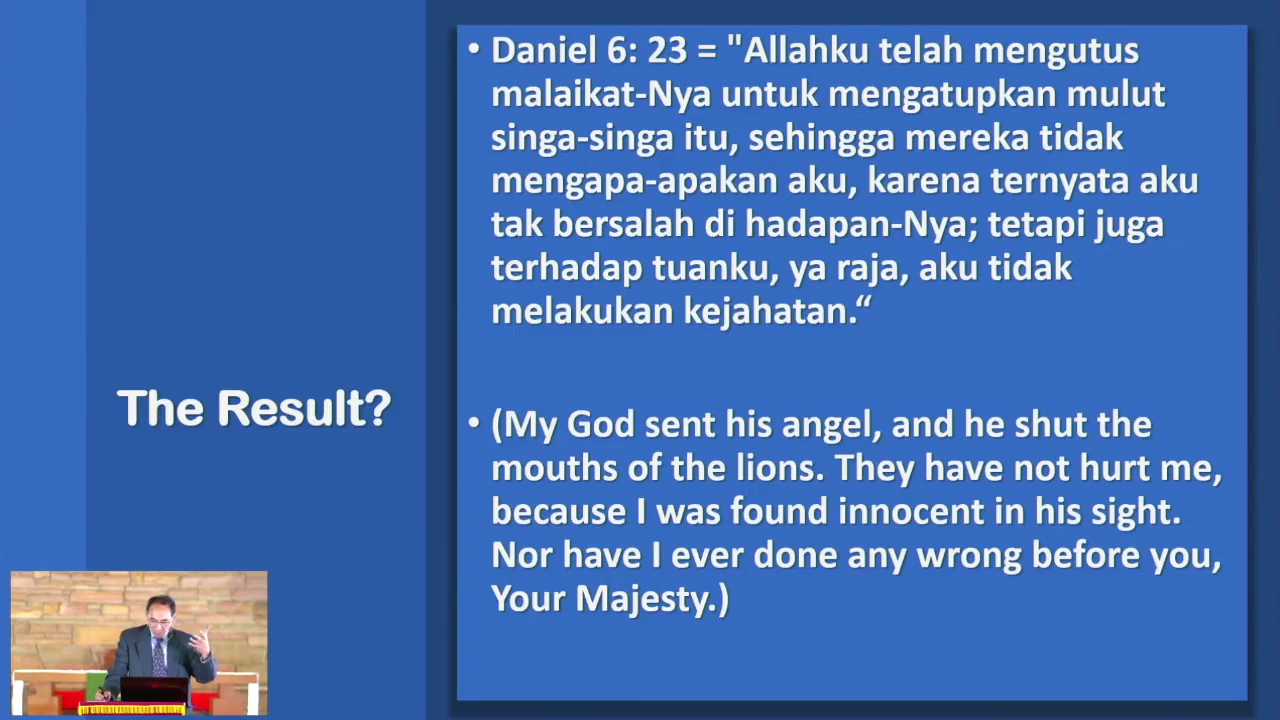 The Result?
• Daniel 6: 23 = "Allahku telah mengutus
malaikat-Nya untuk mengatupkan mulut
singa-singa itu, sehingga mereka tidak
mengapa-apakan aku, karena ternyata aku
tak bersalah di hadapan-Nya; tetapi juga
terhadap tuanku, ya raja, aku tidak
melakukan kejahatan.“
• (My God sent his angel, and he shut the
mouths of the lions. They have not hurt me,
because I was found innocent in his sight.
Nor have I ever done any wrong before you,
Your Majesty.)